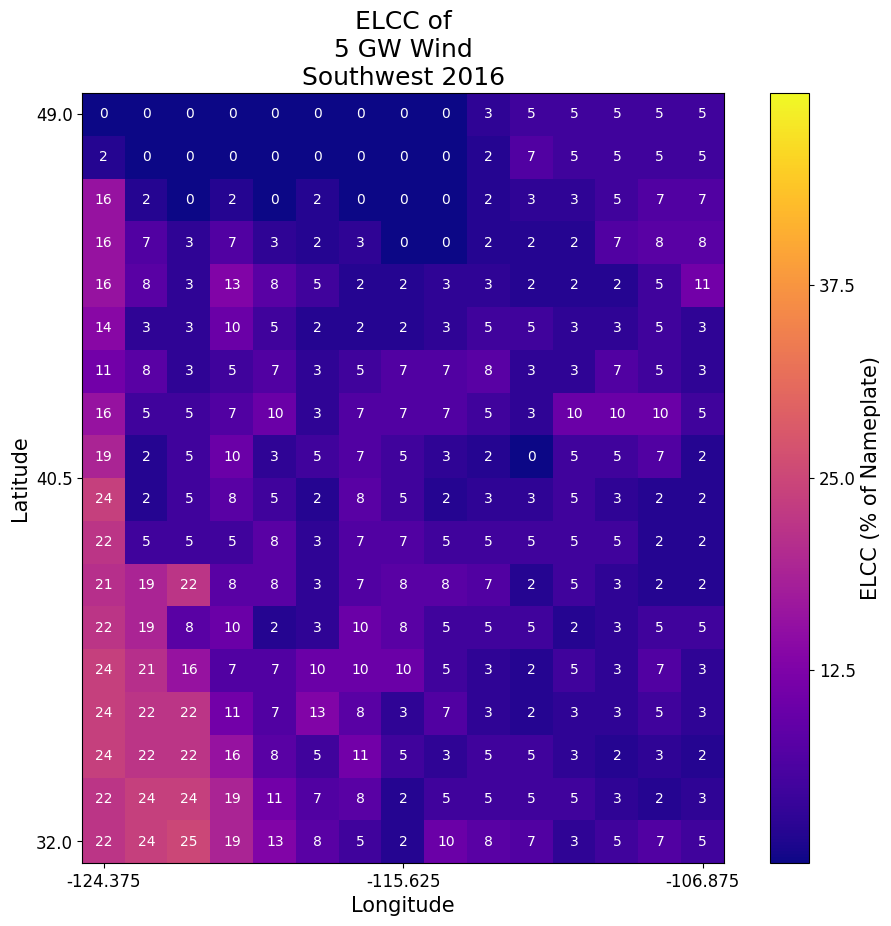 ELCC of
5 GW Wind
Southwest 2016
49.0
0 0 0 0 0 0 0 0 0 3 5 5 5 5 5
2 0 0 0 0 0 0 0 0 2 7 5 5 5 5
16 2 0 2 0 2 0 0 0 2 3 3 5 7 7
16 7 3 7 3 2 3 0 0 2 2 2 7 8 8
16 8 3 13 8 5 2 2 3 3 2 2 2 5 11
14 3 3 10 5 2 2 2 3 5 5 3 3 5 3
11 8 3 5 7 3 5 7 7 8 3 3 7 5 3
16 5 5 7 10 3 7 7 7 5 3 10 10 10 5
19 2 5 10 3 5 7 5 3 2 0 5 5 7 2
40.5
24 2 5 8 5 2 8 5 2 3 3 5 3 2 2
22 5 5 5 8 3 7 7 5 5 5 5 5 2 2
21 19 22 8 8 3 7 8 8 7 2 5 3 2 2
22 19 8 10 2 3 10 8 5 5 5 2 3 5 5
24 21 16 7 7 10 10 10 5 3 2 5 3 7 3
24 22 22 11 7 13 8 3 7 3 2 3 3 5 3
24 22 22 16 8 5 11 5 3 5 5 3 2 3 2
22 24 24 19 11 7 8 2 5 5 5 5 3 2 3
32.0
22 24 25 19 13 8 5 2 10 8 7 3 5 7 5
-124.375 -115.625 -106.875
Longitude
Latitude
37.5
25.0
12.5
ELCC (% of Nameplate)